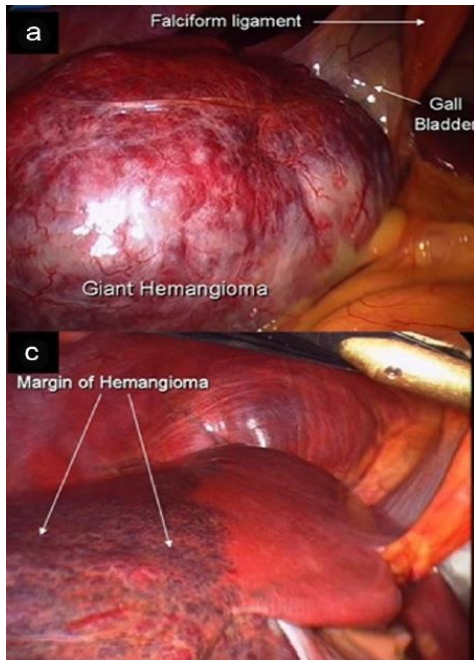 a
Falciform ligament
Gall
Bladder
Giant Hemangioma
c
Margin of Hemangioma